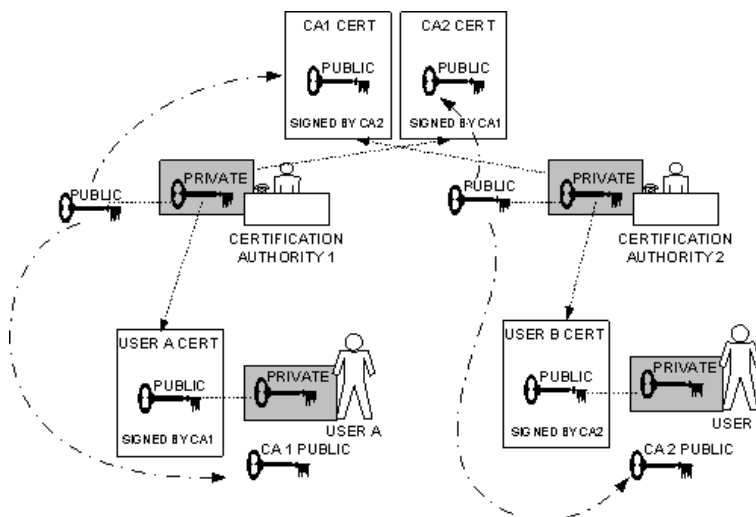 CA1 CERT
PUBLIC
SIGNED BY CA2
CA2 CERT
PUBLIC
SIGNED BY CA1
PUBLIC
PRIVATE
CERTIFICATION
AUTHORITY 1
PUBLIC
PRIVATE
CERTIFICATION
AUTHORITY 2
USER A CERT
PUBLIC
SIGNED BY CA1
PRIVATE
USER A
CA 1 PUBLIC
USER B CERT
PUBLIC
SIGNED BY CA2
PRIVATE
USER
CA 2 PUBLIC